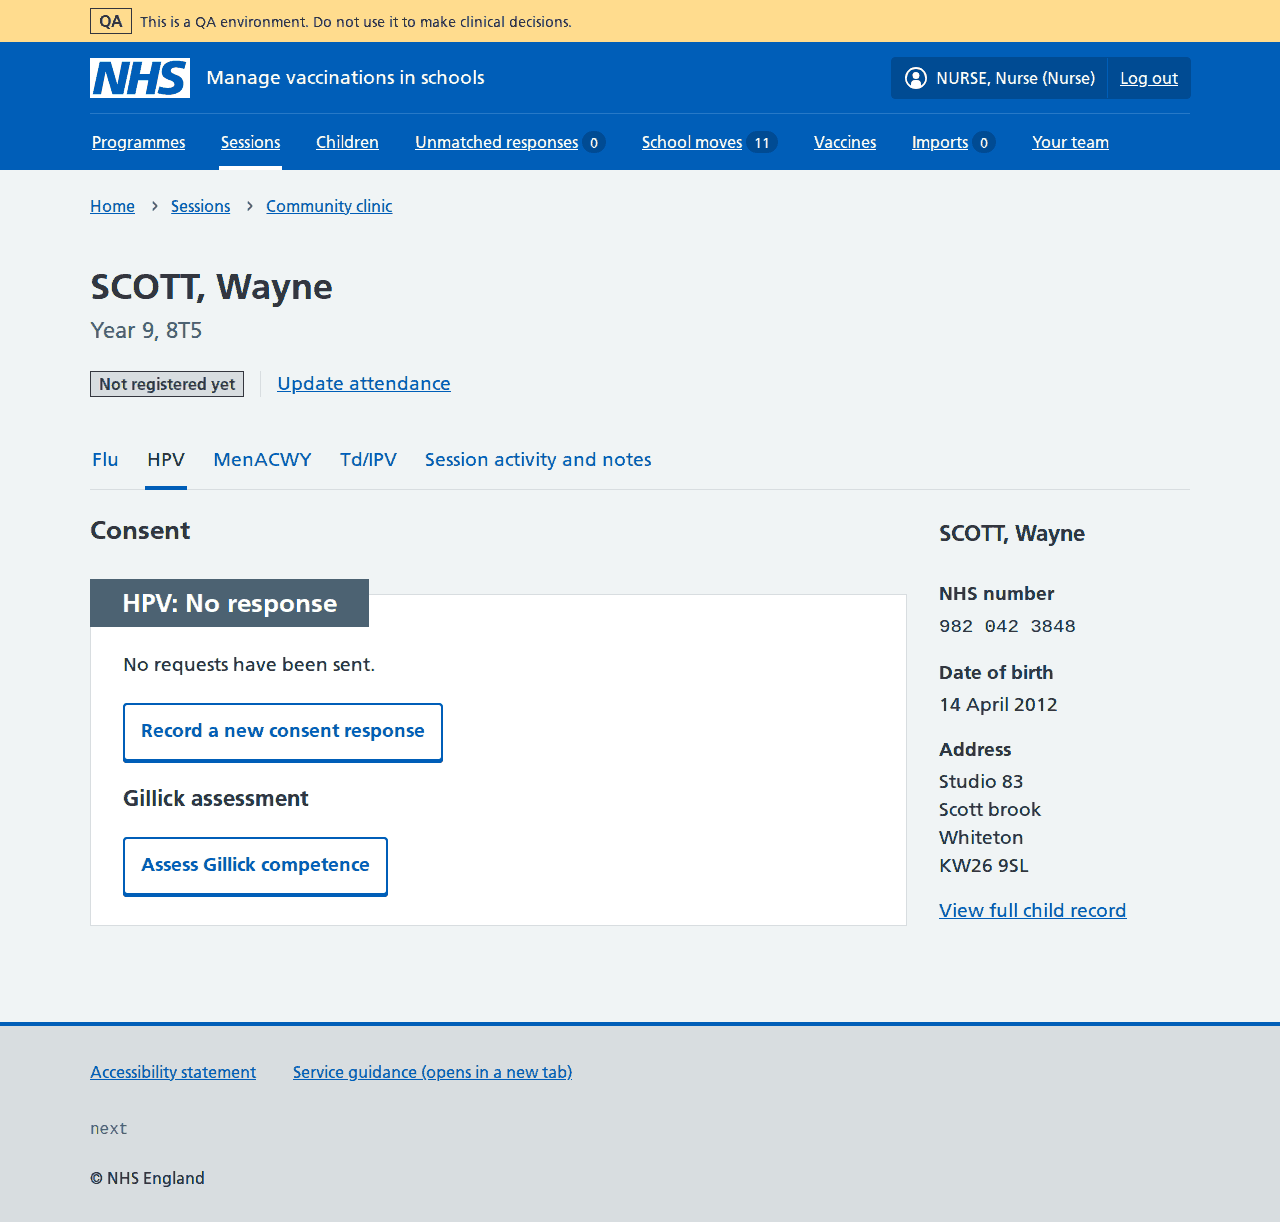 QA This is a QA environment. Do not use it to make clinical decisions.
NHS Manage vaccinations in schools NURSE, Nurse (Nurse) Log out
Programmes Sessions Children Unmatched responses 0 School moves 11 Vaccines Imports 0 Your team
Home Sessions Community clinic
SCOTT, Wayne
Year 9, 8T5
Not registered yet Update attendance
Flu HPV MenACWY Td/IPV Session activity and notes
Consent
HPV: No response
No requests have been sent.
Record a new consent response
Gillick assessment
Assess Gillick competence
SCOTT, Wayne
NHS number
982 042 3848
Date of birth
14 April 2012
Address
Studio 83
Scott brook
Whiteton
KW26 9SL
View full child record
Accessibility statement Service guidance (opens in a new tab)
next
© NHS England